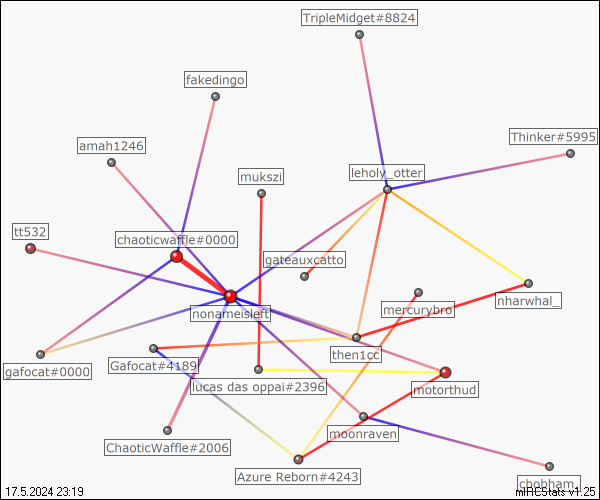 TripleMidget#8824
fakedingo
Thinker#5995
amah1246
leholy_otter
mukszi
tt532
chaoticwaffle#0000
gateauxcatto
nharwhal_
mercurybro
nonameisleft
then1cc
Gafocat#4189
gafocat#0000
lucas das oppai#2396
motorthud
moonraven
ChaoticWaffle#2006
Azure Reborn#4243
chobham_
17.5.2024 23:19
mIRCStats v1.25